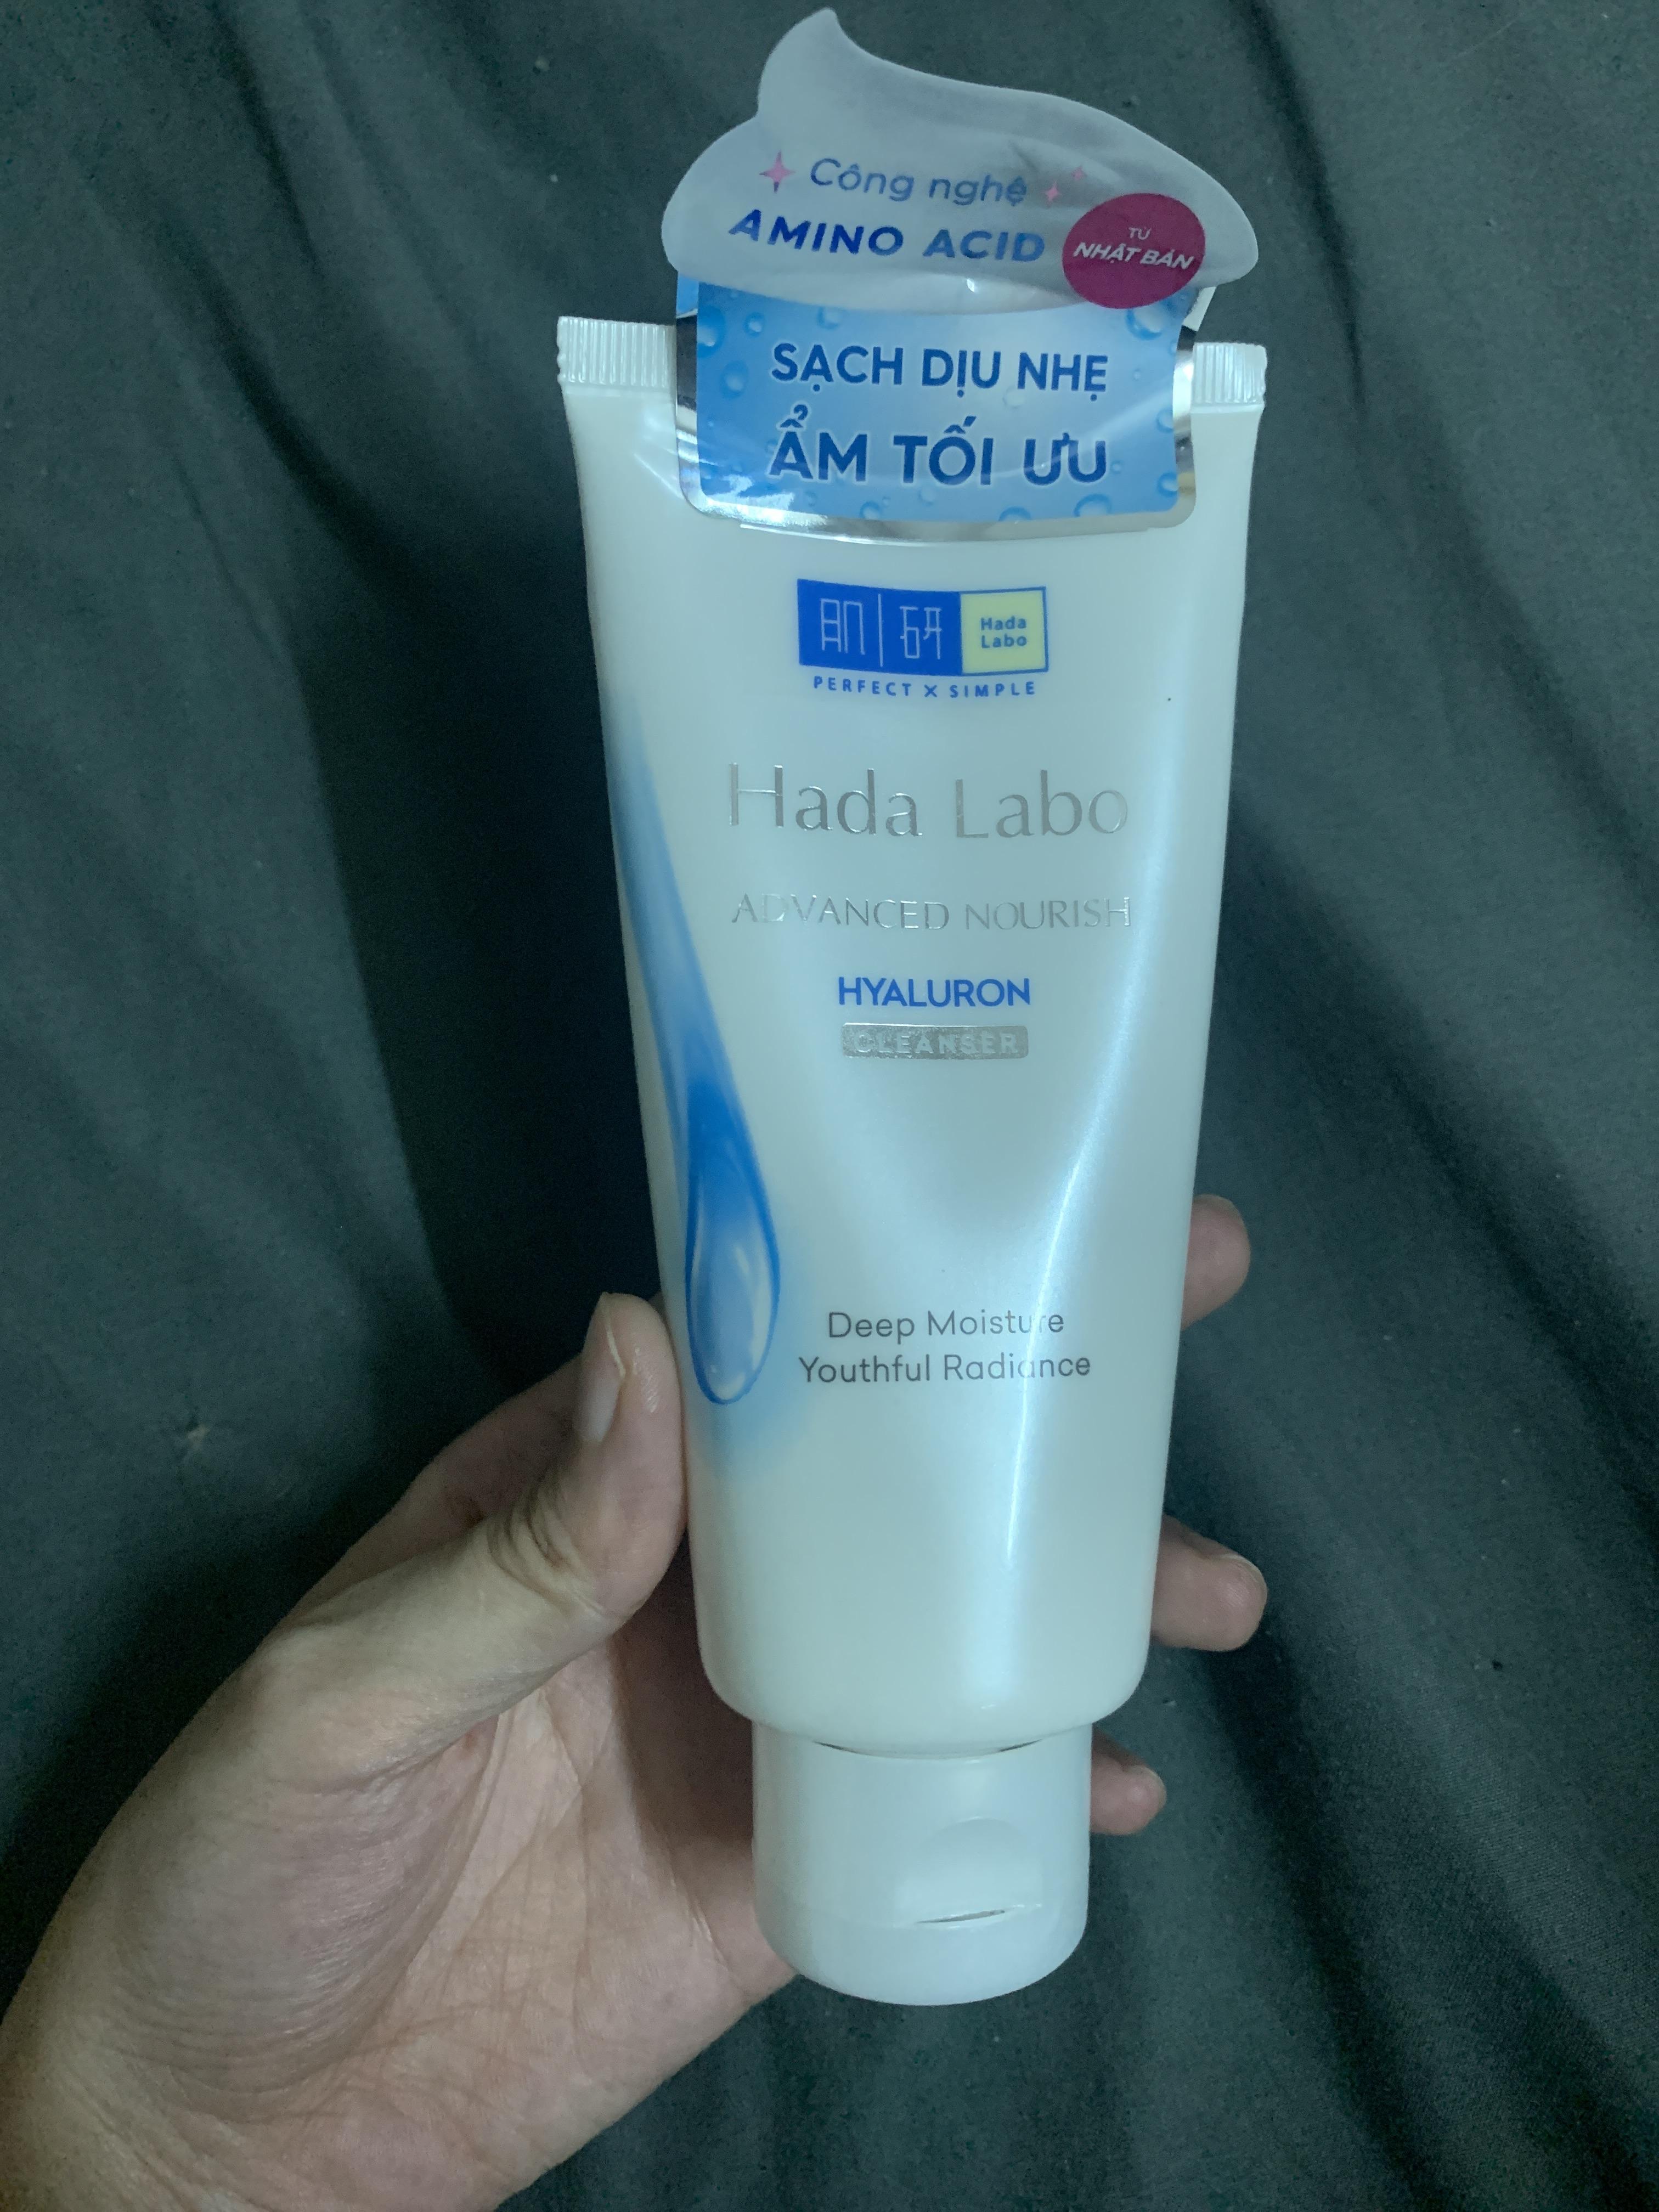 Công nghệ
AMINO ACID
TỪ
NHẬT BẢN
SẠCH DỊU NHẸ
ẨM TỐI ƯU
肌 研
Hada
Labo
PERFECT X SIMPLE
Hada Labo
ADVANCED NOURISH
HYALURON
CLEANSER
Deep Moisture
Youthful Radiance